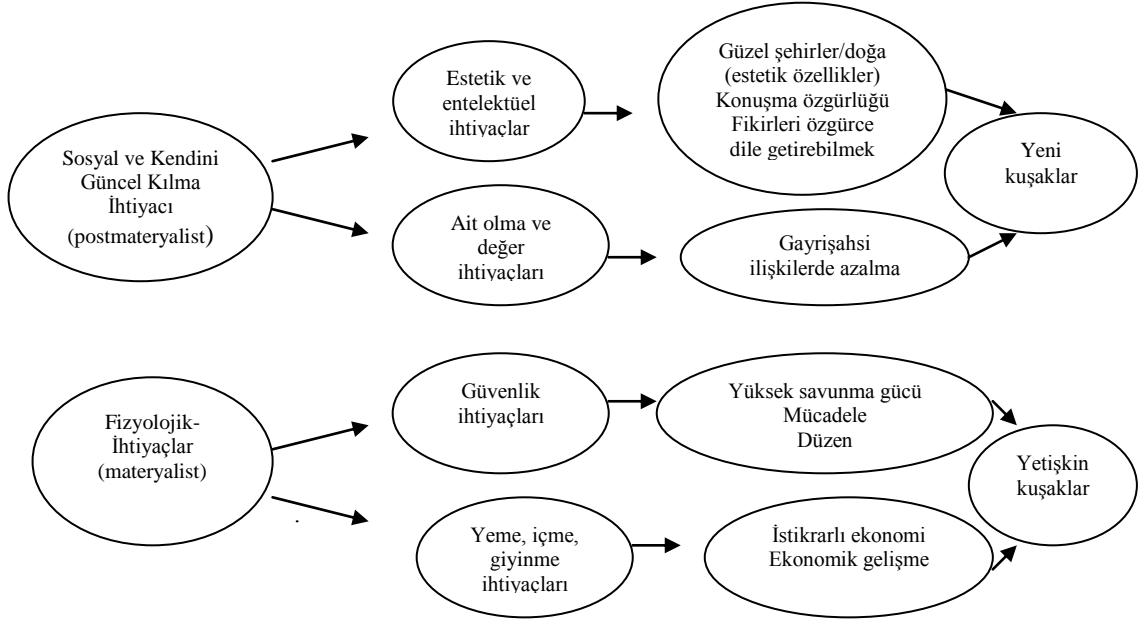 Sosyal ve Kendini
Güncel Kılma
İhtiyacı
(postmateryalist)
Estetik ve
entelektüel
ihtiyaçlar
Güzel şehirler/doğa
(estetik özellikler)
Konuşma özgürlüğü
Fikirleri özgürce
dile getirebilmek
Ait olma ve
değer
ihtiyaçları
Gayrişahsi
ilişkilerde azalma
Yeni
kuşaklar
Fizyolojik-
İhtiyaçlar
(materyalist)
Güvenlik
ihtiyaçları
Yüksek savunma gücü
Mücadele
Düzen
Yeme, içme,
giyinme
ihtiyaçları
İstikrarlı ekonomi
Ekonomik gelişme
Yetişkin
kuşaklar